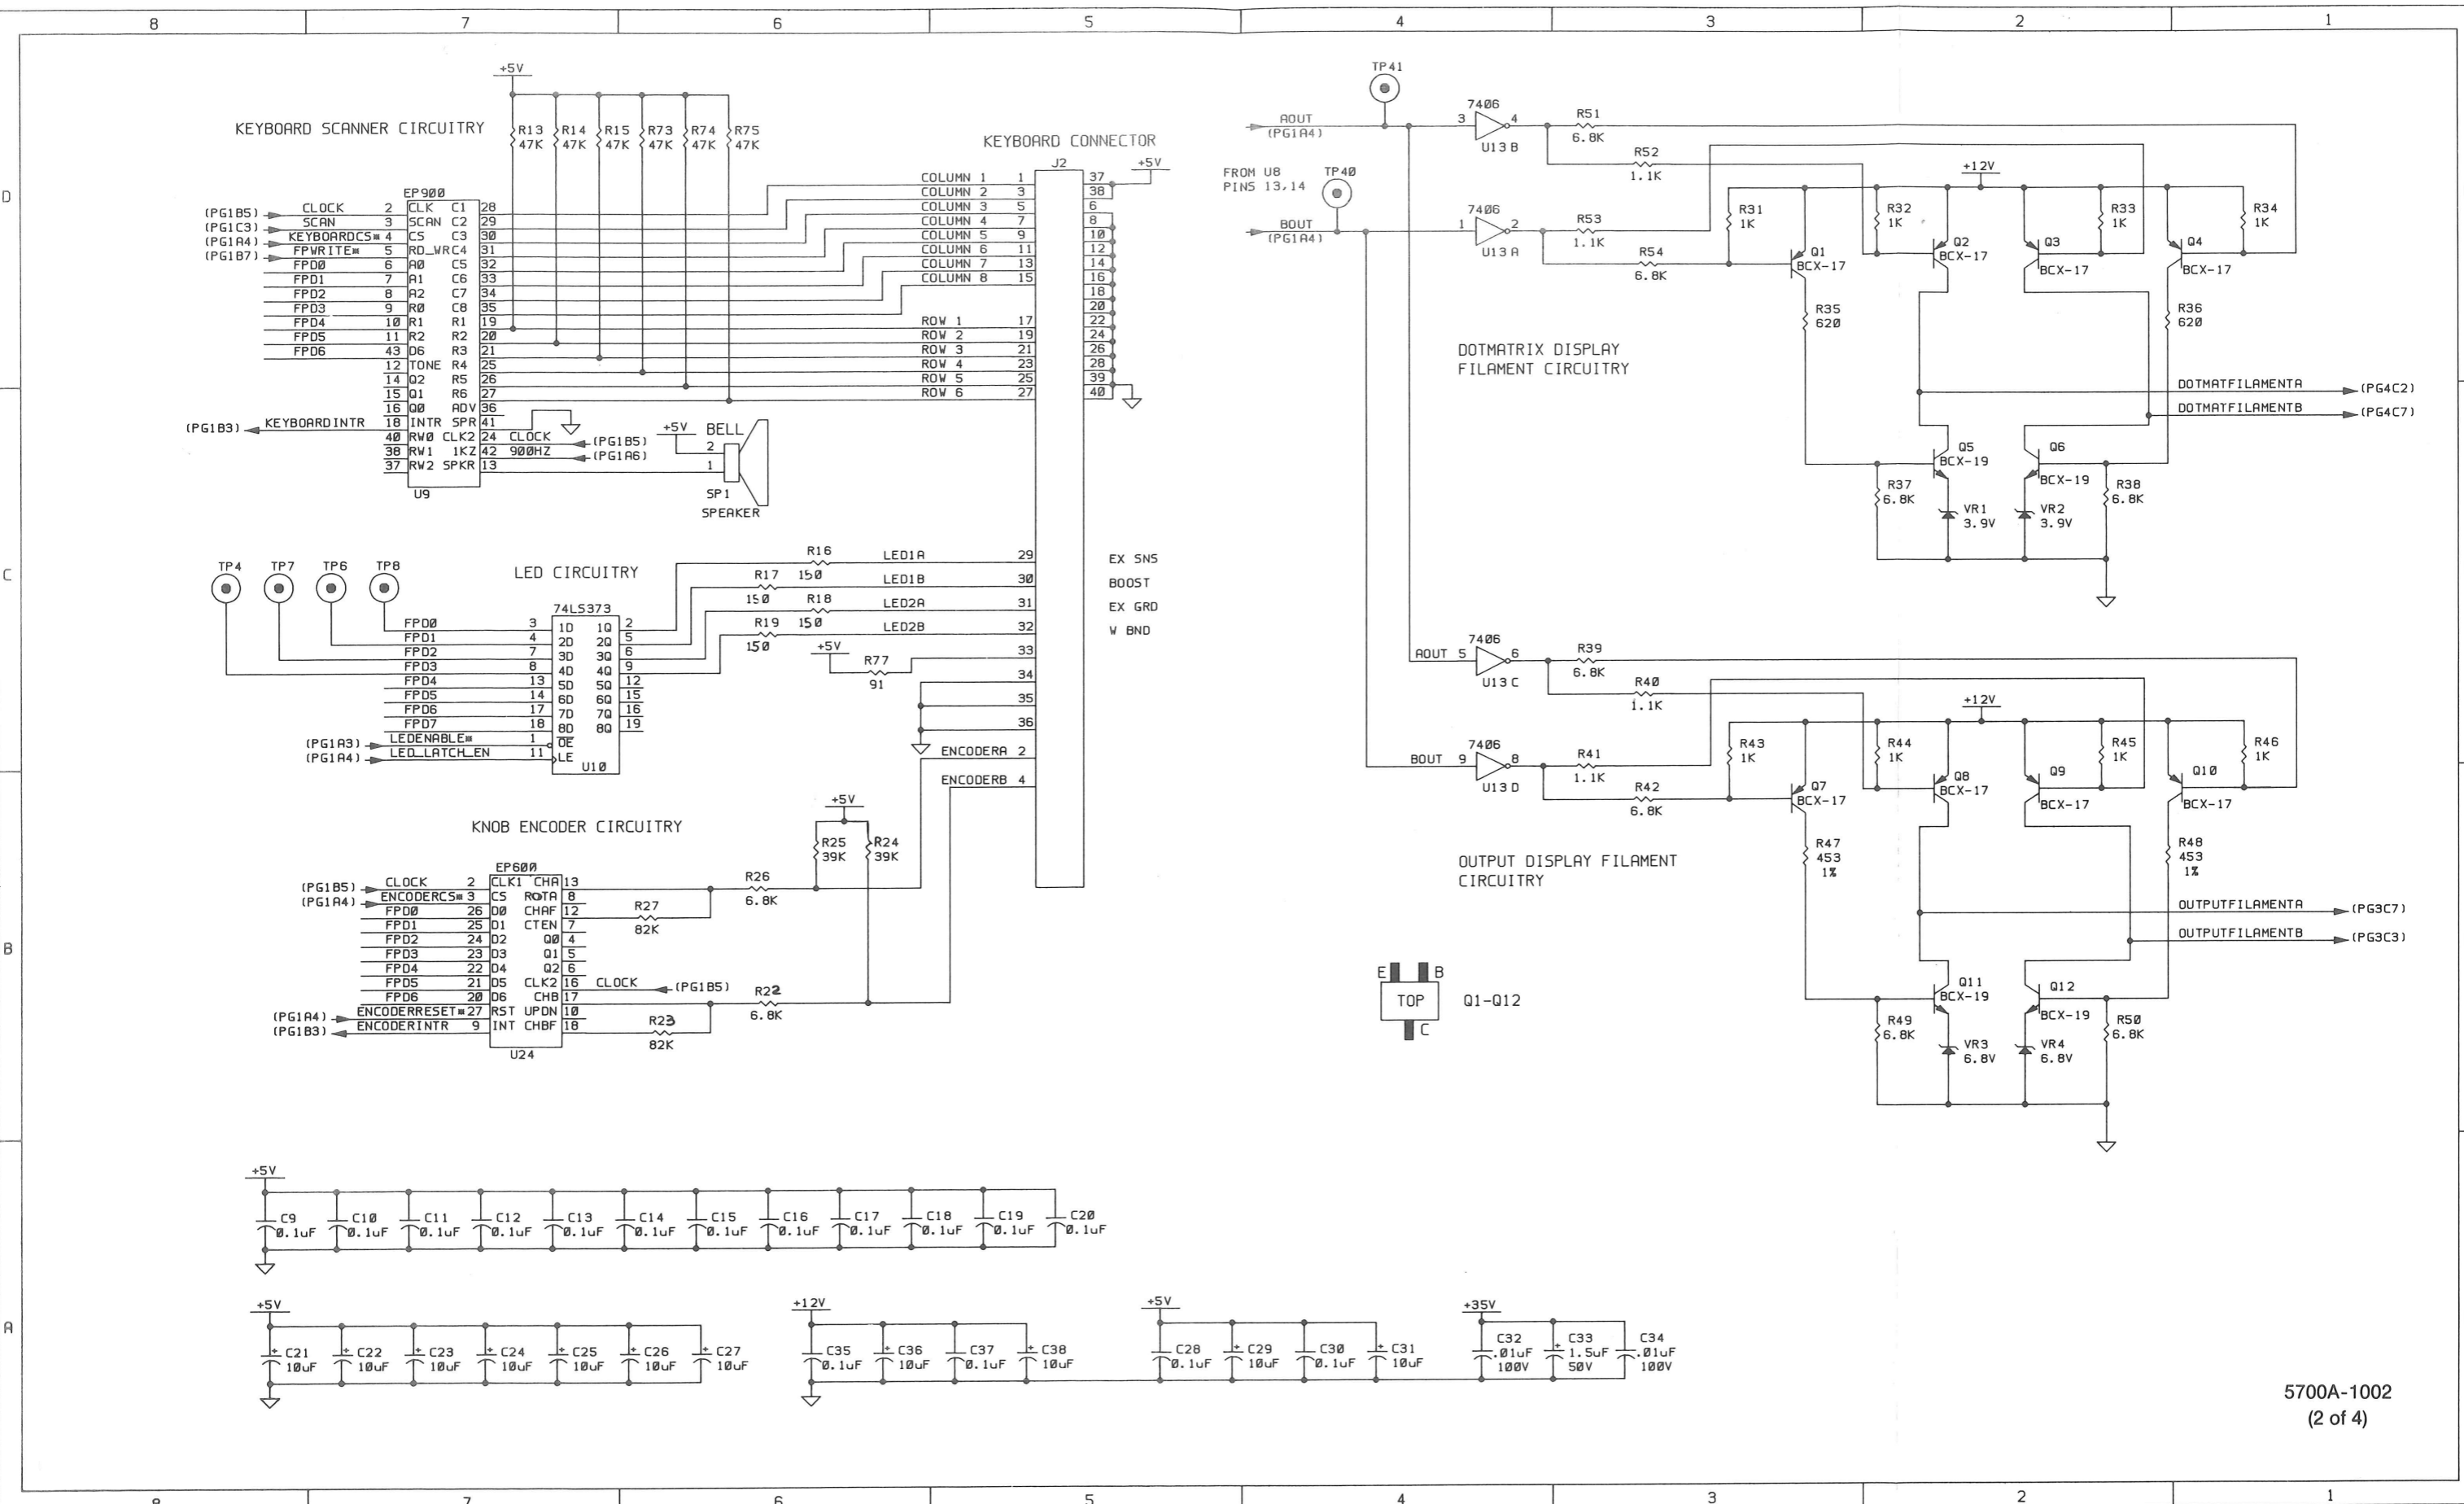 8 7 6 5 4 3 2 1
D
C
B
A
KEYBOARD SCANNER CIRCUITRY
+5V
R13 47K
R14 47K
R15 47K
R73 47K
R74 47K
R75 47K
EP900
(PG1B5) CLOCK 2 CLK C1 28
(PG1C3) SCAN 3 SCAN C2 29
(PG1A4) KEYBOARDCS* 4 CS C3 30
(PG1B7) FPWRITE* 5 RD_WRC4 31
FPD0 6 A0 C5 32
FPD1 7 A1 C6 33
FPD2 8 A2 C7 34
FPD3 9 R0 C8 35
FPD4 10 R1 R1 19
FPD5 11 R2 R2 20
FPD6 43 D6 R3 21
12 TONE R4 25
14 Q2 R5 26
15 Q1 R6 27
16 Q0 ADV 36
(PG1B3) KEYBOARDINTR 18 INTR SPR 41
40 RW0 CLK2 24 CLOCK (PG1B5)
38 RW1 1KZ 42 900HZ (PG1A6)
37 RW2 SPKR 13
U9
+5V BELL
2
1
SP1
SPEAKER
KEYBOARD CONNECTOR
J2 +5V
COLUMN 1 1 37
COLUMN 2 3 38
COLUMN 3 5 6
COLUMN 4 7 8
COLUMN 5 9 10
COLUMN 6 11 12
COLUMN 7 13 14
COLUMN 8 15 16
18
20
ROW 1 17 22
ROW 2 19 24
ROW 3 21 26
ROW 4 23 28
ROW 5 25 39
ROW 6 27 40
TP4 TP7 TP6 TP8
LED CIRCUITRY
74LS373
FPD0 3 1D 1Q 2
FPD1 4 2D 2Q 5
FPD2 7 3D 3Q 6
FPD3 8 4D 4Q 9
FPD4 13 5D 5Q 12
FPD5 14 6D 6Q 15
FPD6 17 7D 7Q 16
FPD7 18 8D 8Q 19
(PG1A3) LEDENABLE* 1 OE
(PG1A4) LED_LATCH_EN 11 LE
U10
R16 150 LED1A 29 EX SNS
R17 150 LED1B 30 BOOST
R18 150 LED2A 31 EX GRD
R19 150 LED2B 32 W BND
+5V R77 91 33
34
35
36
ENCODERA 2
ENCODERB 4
KNOB ENCODER CIRCUITRY
+5V
R25 39K
R24 39K
EP600
(PG1B5) CLOCK 2 CLK1 CHA 13
(PG1A4) ENCODERCS* 3 CS ROTA 8
FPD0 26 D0 CHAF 12
FPD1 25 D1 CTEN 7
FPD2 24 D2 Q0 4
FPD3 23 D3 Q1 5
FPD4 22 D4 Q2 6
FPD5 21 D5 CLK2 16 CLOCK (PG1B5)
FPD6 20 D6 CHB 17
(PG1A4) ENCODERRESET* 27 RST UPDN 10
(PG1B3) ENCODERINTR 9 INT CHBF 18
U24
R26 6.8K
R27 82K
R22 6.8K
R23 82K
TP41
AOUT (PG1A4)
FROM U8
PINS 13,14
TP40
BOUT (PG1A4)
7406 3 4 U13B
R51 6.8K
R52 1.1K
7406 1 2 U13A
R53 1.1K
R54 6.8K
+12V
R31 1K
R32 1K
R33 1K
R34 1K
Q1 BCX-17
Q2 BCX-17
Q3 BCX-17
Q4 BCX-17
R35 620
R36 620
DOTMATRIX DISPLAY
FILAMENT CIRCUITRY
DOTMATFILAMENTA (PG4C2)
DOTMATFILAMENTB (PG4C7)
Q5 BCX-19
Q6 BCX-19
R37 6.8K
R38 6.8K
VR1 3.9V
VR2 3.9V
7406 AOUT 5 6 U13C
R39 6.8K
R40 1.1K
7406 BOUT 9 8 U13D
R41 1.1K
R42 6.8K
+12V
R43 1K
R44 1K
R45 1K
R46 1K
Q7 BCX-17
Q8 BCX-17
Q9 BCX-17
Q10 BCX-17
R47 453 1%
R48 453 1%
OUTPUT DISPLAY FILAMENT
CIRCUITRY
OUTPUTFILAMENTA (PG3C7)
OUTPUTFILAMENTB (PG3C3)
Q11 BCX-19
Q12 BCX-19
R49 6.8K
R50 6.8K
VR3 6.8V
VR4 6.8V
E B
TOP Q1-Q12
C
+5V
C9 0.1uF
C10 0.1uF
C11 0.1uF
C12 0.1uF
C13 0.1uF
C14 0.1uF
C15 0.1uF
C16 0.1uF
C17 0.1uF
C18 0.1uF
C19 0.1uF
C20 0.1uF
+5V
C21 10uF
C22 10uF
C23 10uF
C24 10uF
C25 10uF
C26 10uF
C27 10uF
+12V
C35 0.1uF
C36 10uF
C37 0.1uF
C38 10uF
+5V
C28 0.1uF
C29 10uF
C30 0.1uF
C31 10uF
+35V
C32 .01uF 100V
C33 1.5uF 50V
C34 .01uF 100V
5700A-1002
(2 of 4)
8 7 6 5 4 3 2 1